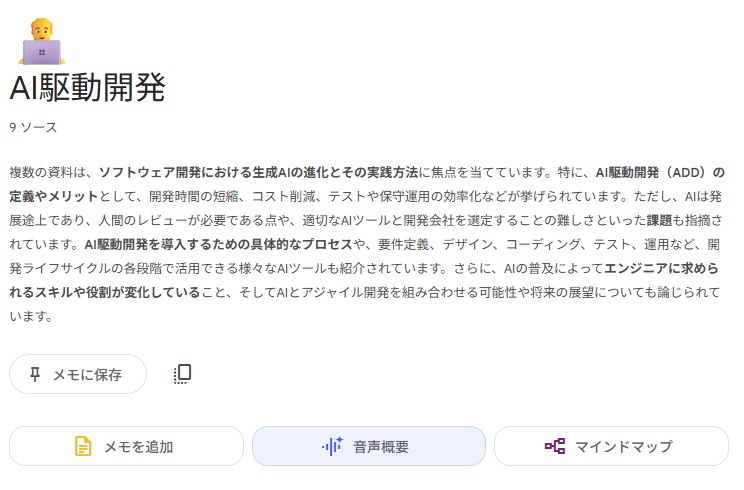 AI駆動開発
9 ソース
複数の資料は、ソフトウェア開発における生成AIの進化とその実践方法に焦点を当てています。特に、AI駆動開発（ADD）の
定義やメリットとして、開発時間の短縮、コスト削減、テストや保守運用の効率化などが挙げられています。ただし、AIは発
展途上であり、人間のレビューが必要である点や、適切なAIツールと開発会社を選定することの難しさといった課題も指摘さ
れています。AI駆動開発を導入するための具体的なプロセスや、要件定義、デザイン、コーディング、テスト、運用など、開
発ライフサイクルの各段階で活用できる様々なAIツールも紹介されています。さらに、AIの普及によってエンジニアに求めら
れるスキルや役割が変化していること、そしてAIとアジャイル開発を組み合わせる可能性や将来の展望についても論じられて
います。
メモに保存
メモを追加
音声概要
マインドマップ